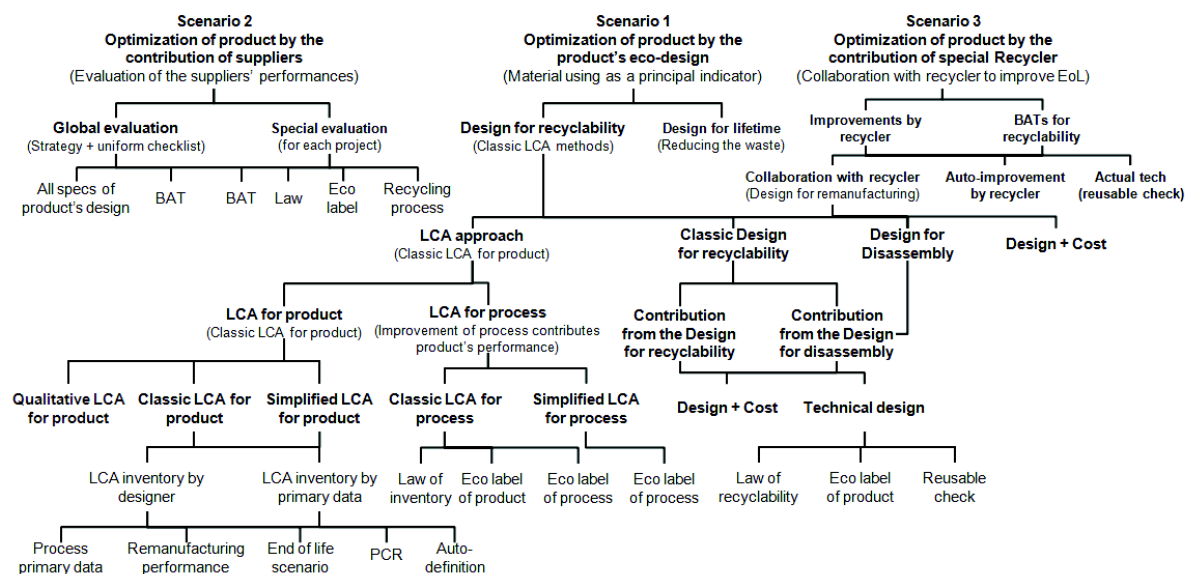 Scenario 2
Optimization of product by the
contribution of suppliers
(Evaluation of the suppliers' performances)
Scenario 1
Optimization of product by the
product's eco-design
(Material using as a principal indicator)
Scenario 3
Optimization of product by the
contribution of special Recycler
(Collaboration with recycler to improve EoL)
Global evaluation
(Strategy + uniform checklist)
Special evaluation
(for each project)
Design for recyclability
(Classic LCA methods)
Design for lifetime
(Reducing the waste)
Improvements by
recycler
BATs for
recyclability
All specs of
product's design
BAT
BAT
Law
Eco
label
Recycling
process
Collaboration with recycler
(Design for remanufacturing)
Auto-improvement
by recycler
Actual tech
(reusable check)
LCA approach
(Classic LCA for product)
Classic Design
for recyclability
Design for
Disassembly
Design + Cost
LCA for product
(Classic LCA for product)
LCA for process
(Improvement of process contributes
product's performance)
Contribution
from the Design
for recyclability
Contribution
from the Design
for disassembly
Qualitative LCA
for product
Classic LCA for
product
Simplified LCA
for product
Classic LCA for
process
Simplified LCA
for process
Design + Cost
Technical design
LCA inventory by
designer
LCA inventory by
primary data
Law of
inventory
Eco label
of product
Eco label
of process
Eco label
of process
Law of
recyclability
Eco label
of product
Reusable
check
Process
primary data
Remanufacturing
performance
End of life
scenario
PCR
Auto-
definition